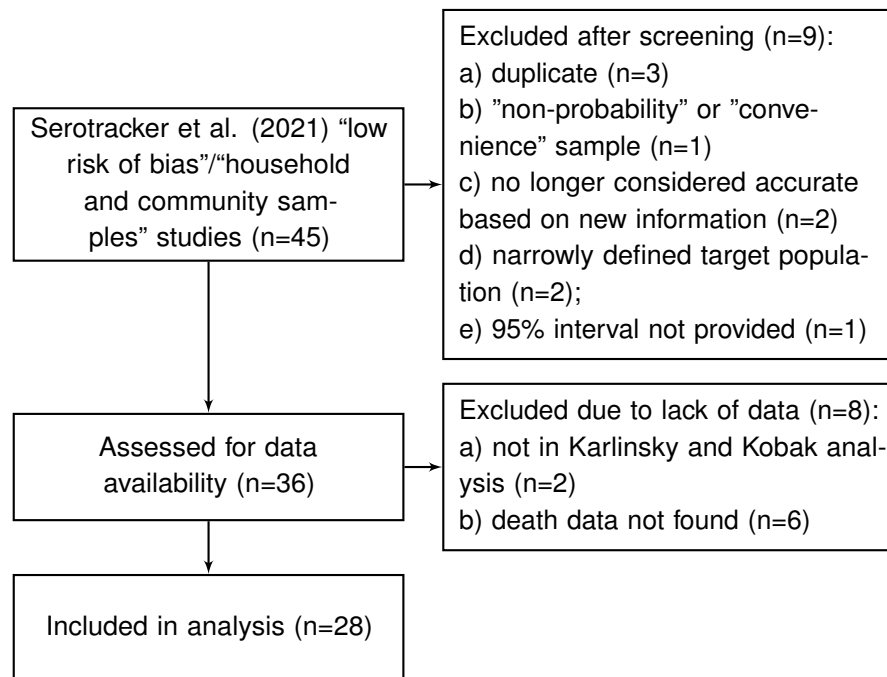 Serotracker et al. (2021) “low
risk of bias”/“household
and community sam-
ples” studies (n=45)
Excluded after screening (n=9):
a) duplicate (n=3)
b) ”non-probability” or ”conve-
nience” sample (n=1)
c) no longer considered accurate
based on new information (n=2)
d) narrowly defined target popula-
tion (n=2);
e) 95% interval not provided (n=1)
Assessed for data
availability (n=36)
Excluded due to lack of data (n=8):
a) not in Karlinsky and Kobak anal-
ysis (n=2)
b) death data not found (n=6)
Included in analysis (n=28)